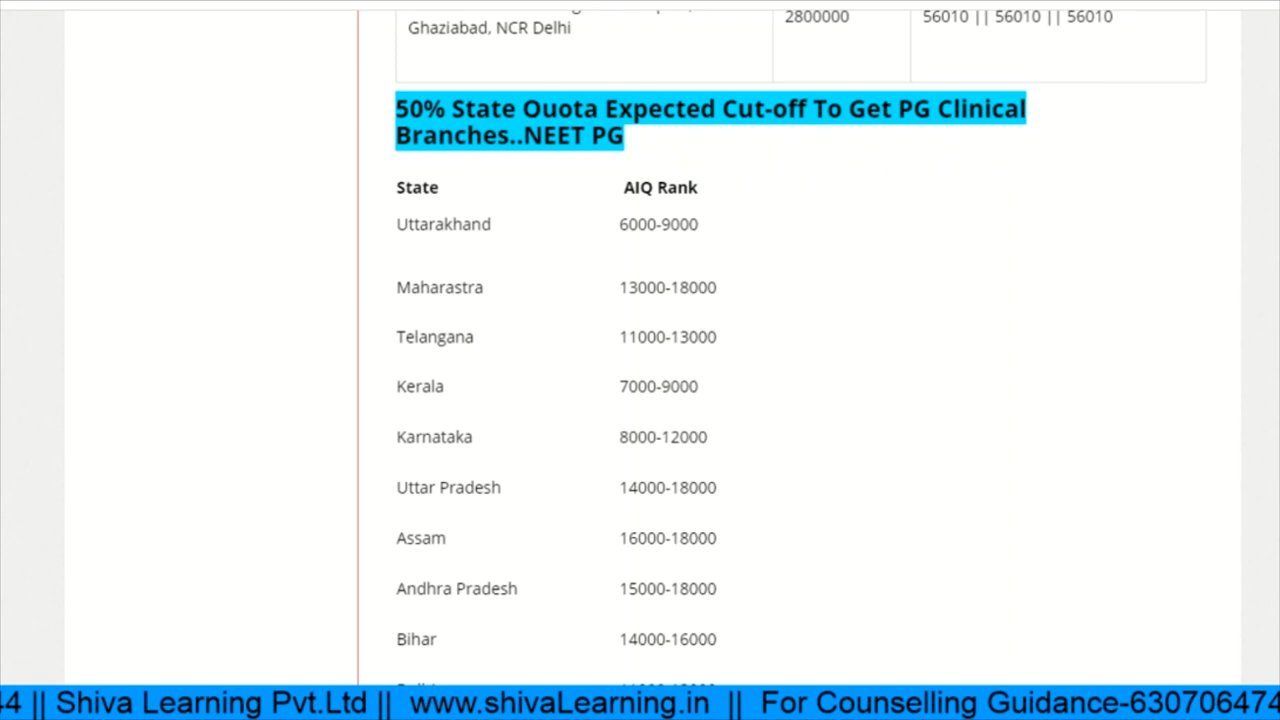 2800000
56010 || 56010 || 56010
Ghaziabad, NCR Delhi
50% State Quota Expected Cut-off To Get PG Clinical
Branches..NEET PG
State AIQ Rank
Uttarakhand 6000-9000
Maharastra 13000-18000
Telangana 11000-13000
Kerala 7000-9000
Karnataka 8000-12000
Uttar Pradesh 14000-18000
Assam 16000-18000
Andhra Pradesh 15000-18000
Bihar 14000-16000
44 || Shiva Learning Pvt.Ltd || www.shivaLearning.in || For Counselling Guidance-630706474